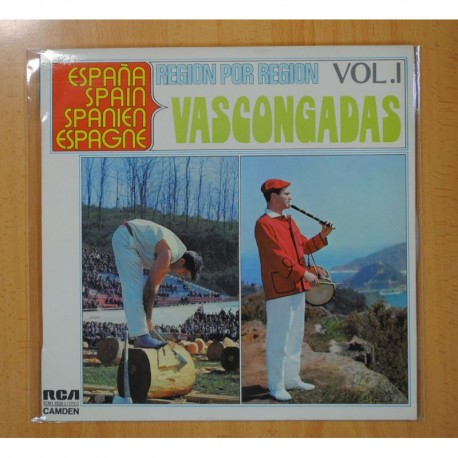 ESPAÑA
SPAIN
SPANIEN
ESPAGNE
REGION POR REGION VOL.I
VASCONGADAS
RCA
CAMDEN